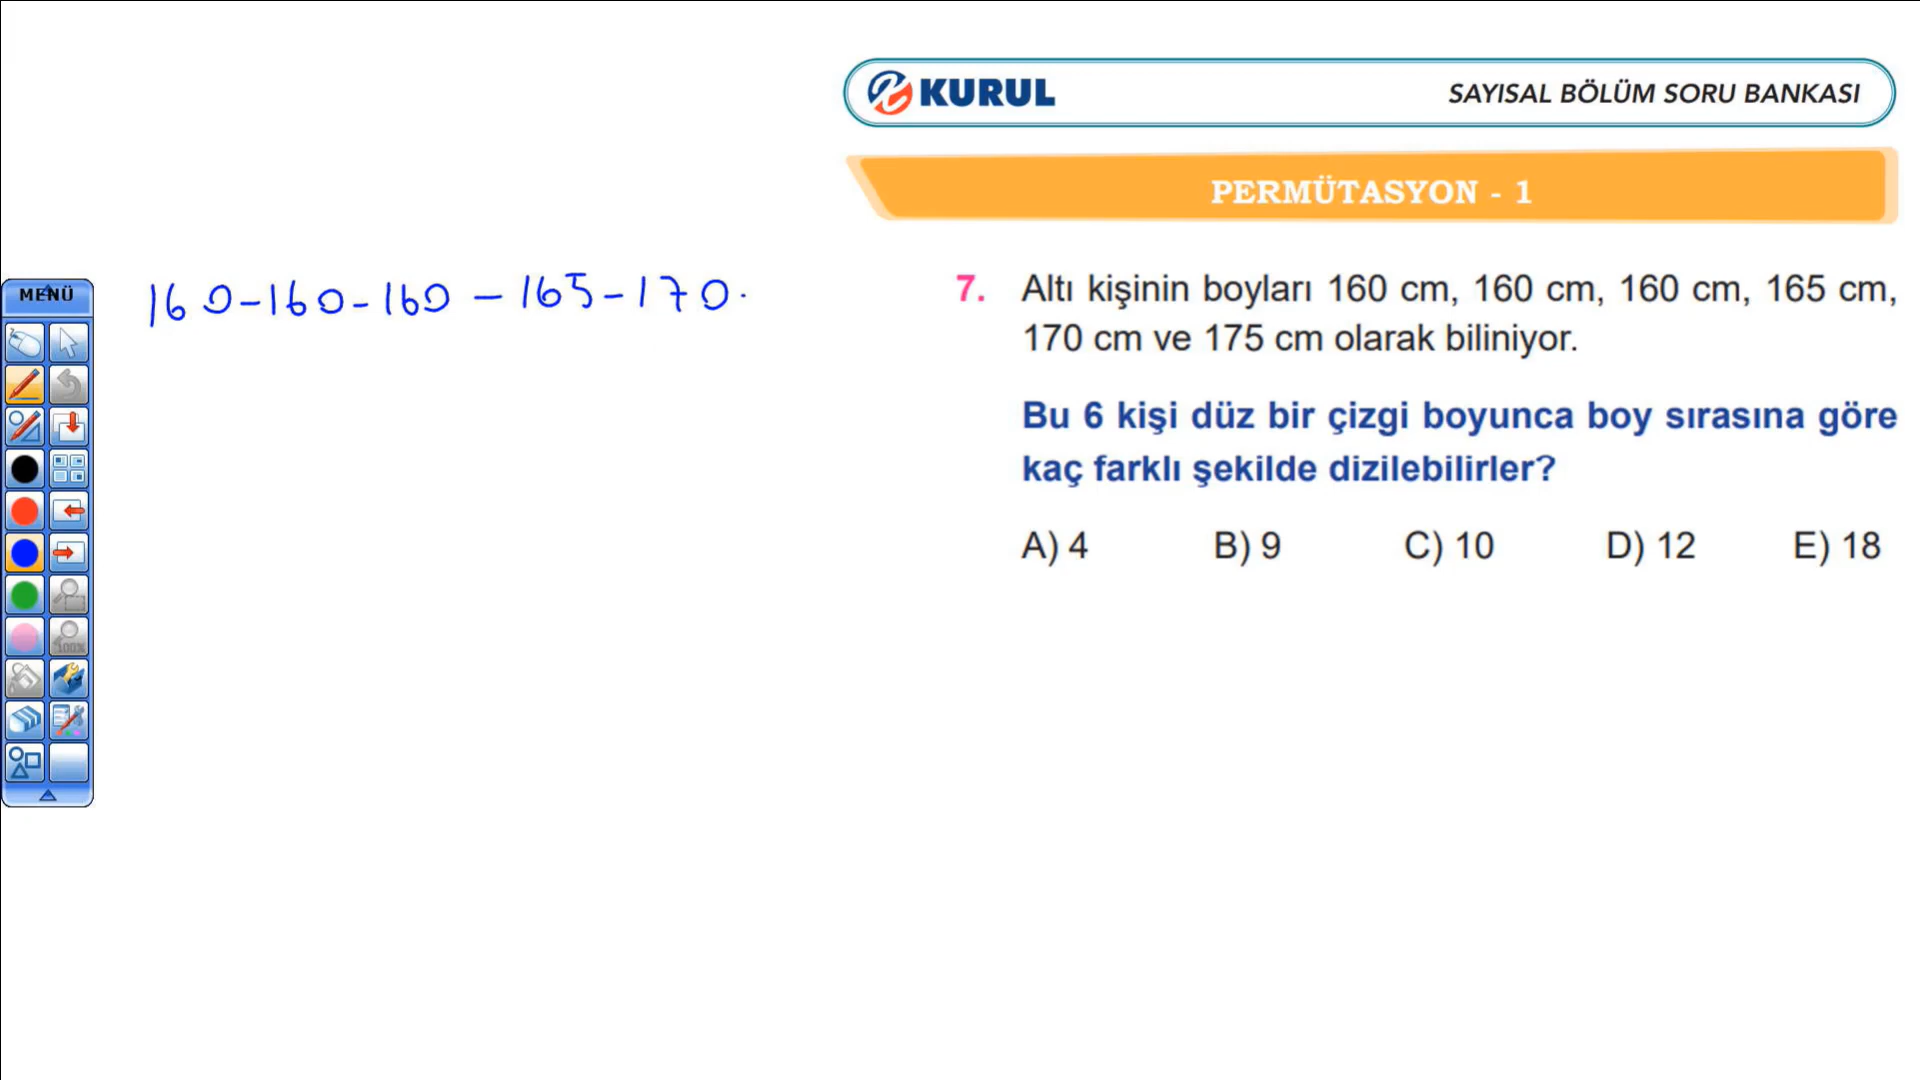 KURUL
SAYISAL BÖLÜM SORU BANKASI
PERMÜTASYON - 1
MENÜ
160-160-160-165-170.
7. Altı kişinin boyları 160 cm, 160 cm, 160 cm, 165 cm,
170 cm ve 175 cm olarak biliniyor.
Bu 6 kişi düz bir çizgi boyunca boy sırasına göre
kaç farklı şekilde dizilebilirler?
A) 4 B) 9 C) 10 D) 12 E) 18
100%